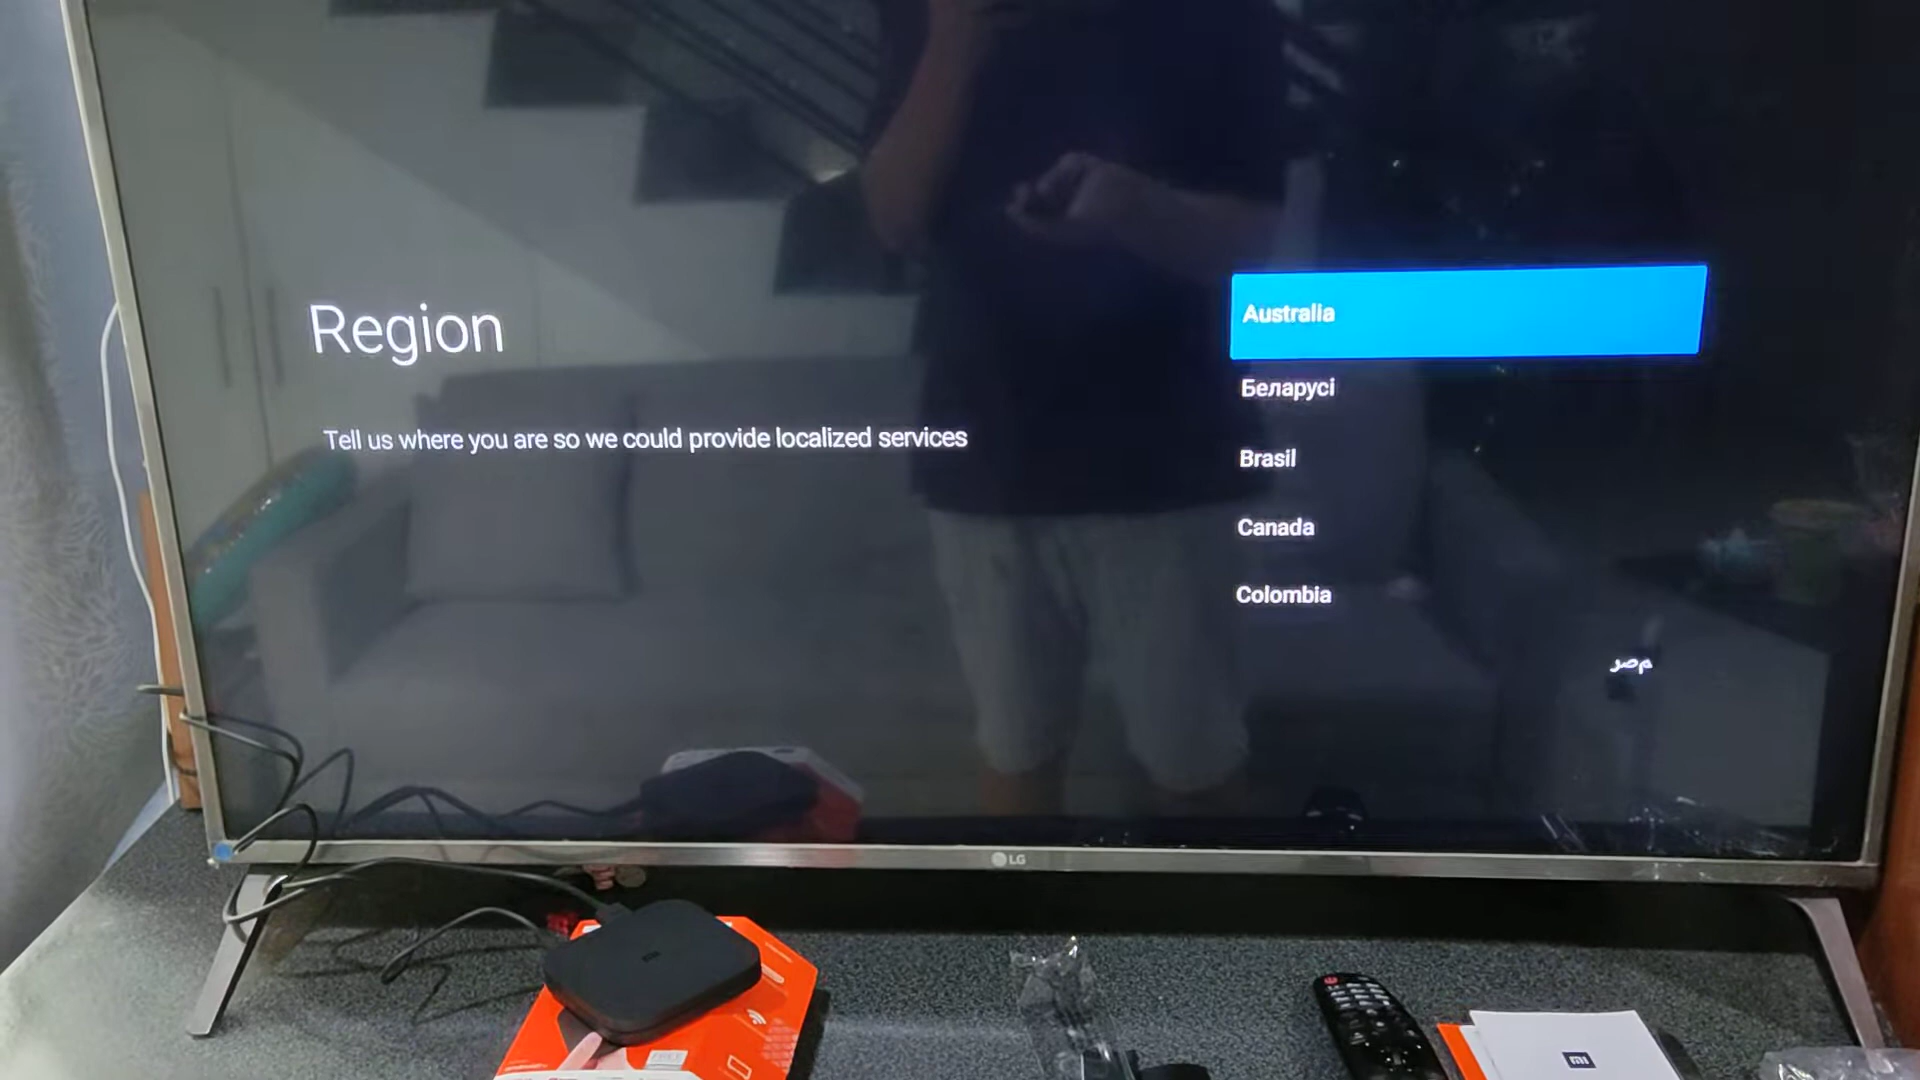 Region
Tell us where you are so we could provide localized services
Australia
Беларусі
Brasil
Canada
Colombia
مصر
LG